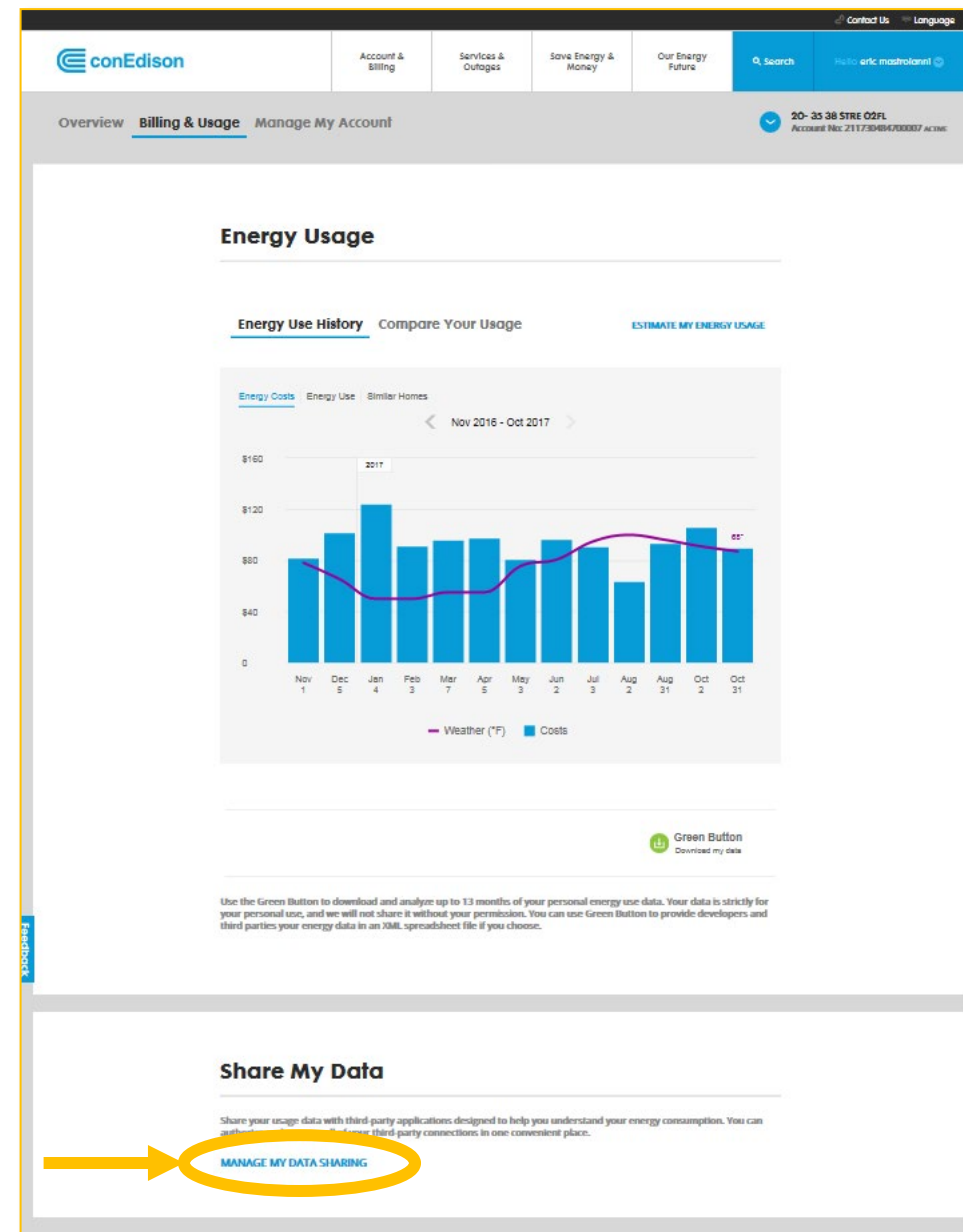 Contact Us Language
conEdison
Account & Billing
Services & Outages
Save Energy & Money
Our Energy Future
Search
Hello eric mastrolanni
Overview Billing & Usage Manage My Account
20- 35 38 STRE 02FL
Account No: 211730484700007 ACTIVE
Energy Usage
Energy Use History Compare Your Usage ESTIMATE MY ENERGY USAGE
Energy Costs Energy Use Similar Homes
Nov 2016 - Oct 2017
$160
2017
$120
$80
$40
0
Nov 1 Dec 5 Jan 4 Feb 3 Mar 7 Apr 5 May 3 Jun 2 Jul 3 Aug 2 Aug 31 Oct 2 Oct 31
Weather (°F) Costs
Green Button
Download my data
Use the Green Button to download and analyze up to 13 months of your personal energy use data. Your data is strictly for
your personal use, and we will not share it without your permission. You can use Green Button to provide developers and
third parties your energy data in an XML spreadsheet file if you choose.
Feedback
Share My Data
Share your usage data with third-party applications designed to help you understand your energy consumption. You can
your third-party connections in one convenient place.
MANAGE MY DATA SHARING